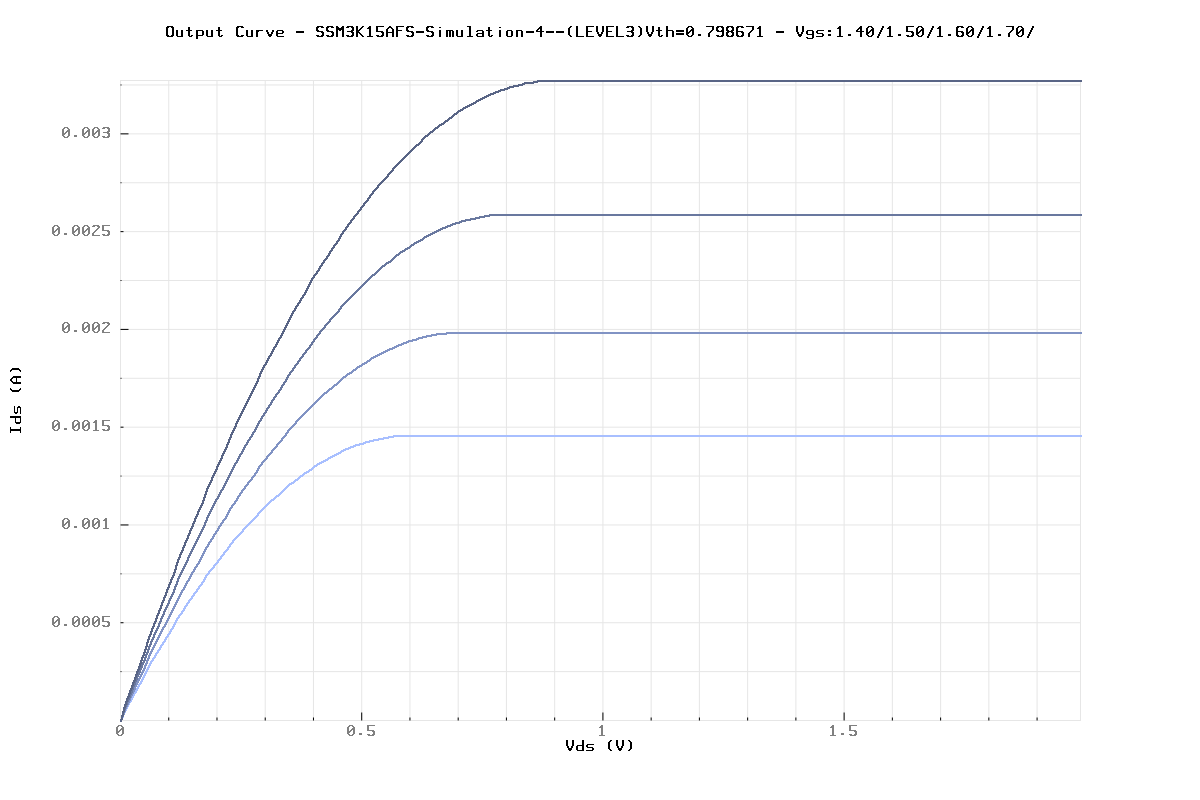 Output Curve - SSM3K15AFS-Simulation-4--(LEVEL3)Vth=0.798671 - Vgs:1.40/1.50/1.60/1.70/
0.003
0.0025
0.002
Ids (A)
0.0015
0.001
0.0005
0 0.5 1 1.5
Vds (V)